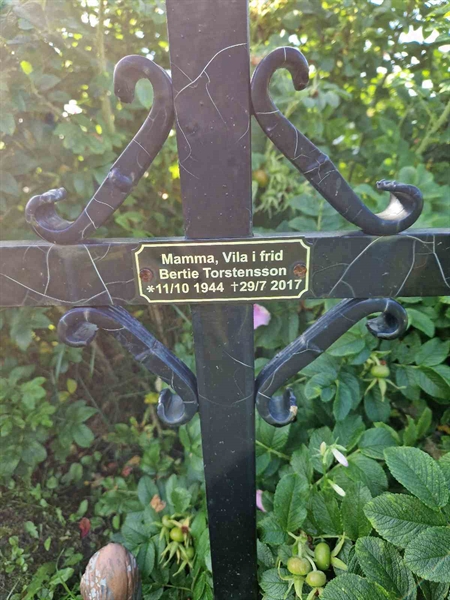 Mamma, Vila i frid
Bertie Torstensson
*11/10 1944 †29/7 2017